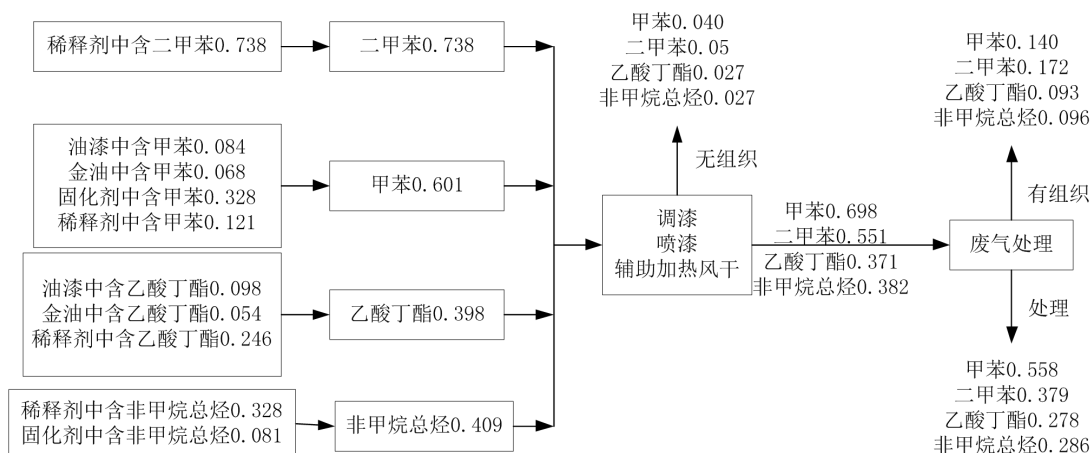 稀释剂中含二甲苯0.738
二甲苯0.738
油漆中含甲苯0.084
金油中含甲苯0.068
固化剂中含甲苯0.328
稀释剂中含甲苯0.121
甲苯0.601
油漆中含乙酸丁酯0.098
金油中含乙酸丁酯0.054
稀释剂中含乙酸丁酯0.246
乙酸丁酯0.398
稀释剂中含非甲烷总烃0.328
固化剂中含非甲烷总烃0.081
非甲烷总烃0.409
甲苯0.040
二甲苯0.05
乙酸丁酯0.027
非甲烷总烃0.027
无组织
调漆
喷漆
辅助加热风干
甲苯0.698
二甲苯0.551
乙酸丁酯0.371
非甲烷总烃0.382
甲苯0.140
二甲苯0.172
乙酸丁酯0.093
非甲烷总烃0.096
有组织
废气处理
处理
甲苯0.558
二甲苯0.379
乙酸丁酯0.278
非甲烷总烃0.286